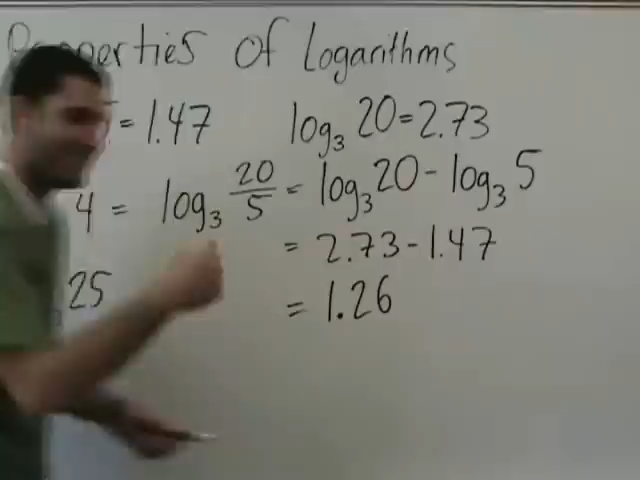 Properties of Logarithms
= 1.47 log₃ 20 = 2.73
4 = log₃ 20/5 = log₃ 20 - log₃ 5
= 2.73 - 1.47
25 = 1.26